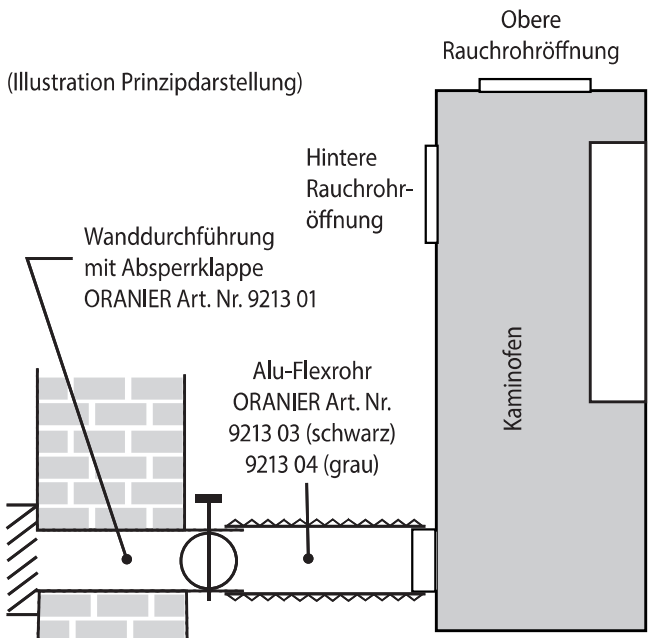 Obere
Rauchrohröffnung
(Illustration Prinzipdarstellung)
Hintere
Rauchrohr-
öffnung
Wanddurchführung
mit Absperrklappe
ORANIER Art. Nr. 9213 01
Alu-Flexrohr
ORANIER Art. Nr.
9213 03 (schwarz)
9213 04 (grau)
Kaminofen